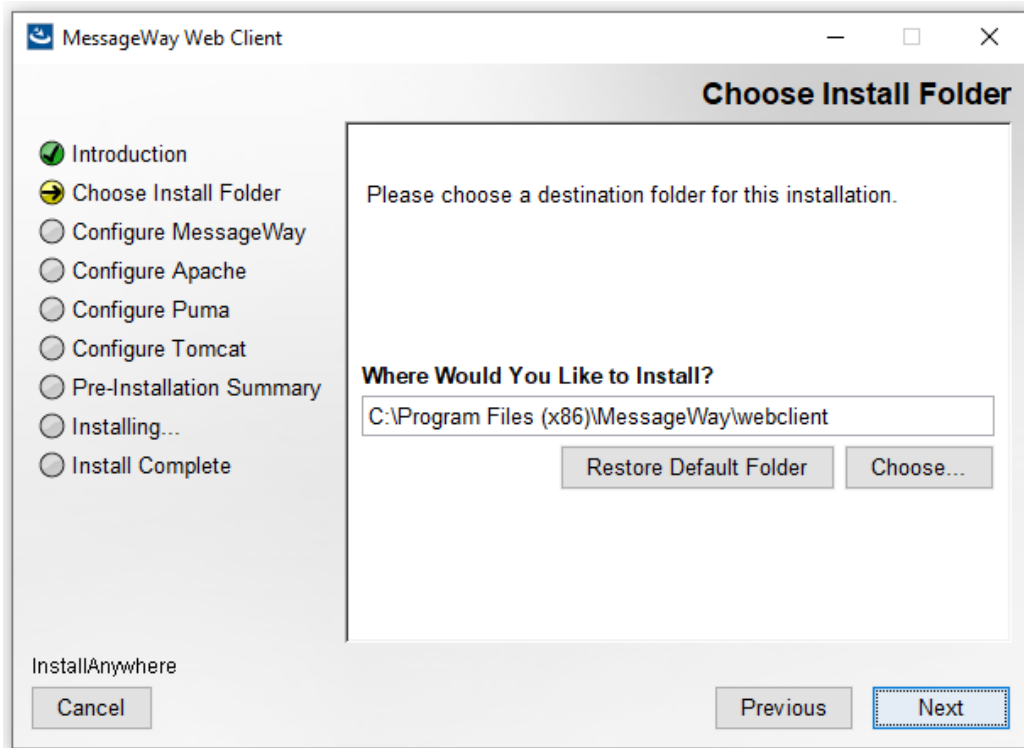 MessageWay Web Client
Choose Install Folder
Introduction
Choose Install Folder
Configure MessageWay
Configure Apache
Configure Puma
Configure Tomcat
Pre-Installation Summary
Installing...
Install Complete
Please choose a destination folder for this installation.
Where Would You Like to Install?
C:\Program Files (x86)\MessageWay\webclient
Restore Default Folder
Choose...
InstallAnywhere
Cancel
Previous
Next